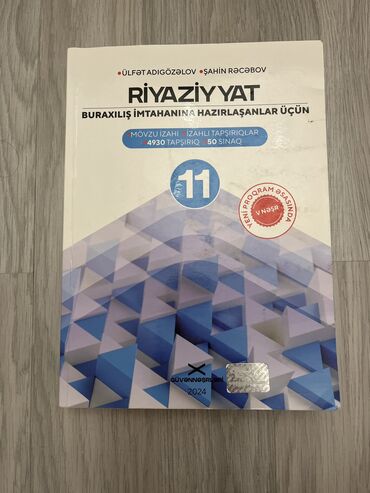 •ÜLFƏT ADIGÖZƏLOV •ŞAHİN RƏCƏBOV
RİYAZİYYAT
BURAXILIŞ İMTAHANINA HAZIRLAŞANLAR ÜÇÜN
•MÖVZU İZAHI •İZAHLI TAPŞIRIQLAR
•4930 TAPŞIRIQ •50 SINAQ
11
YENİ PROQRAM ƏSASINDA
V NƏŞR
GÜVƏNNƏŞRİYYATI
2024